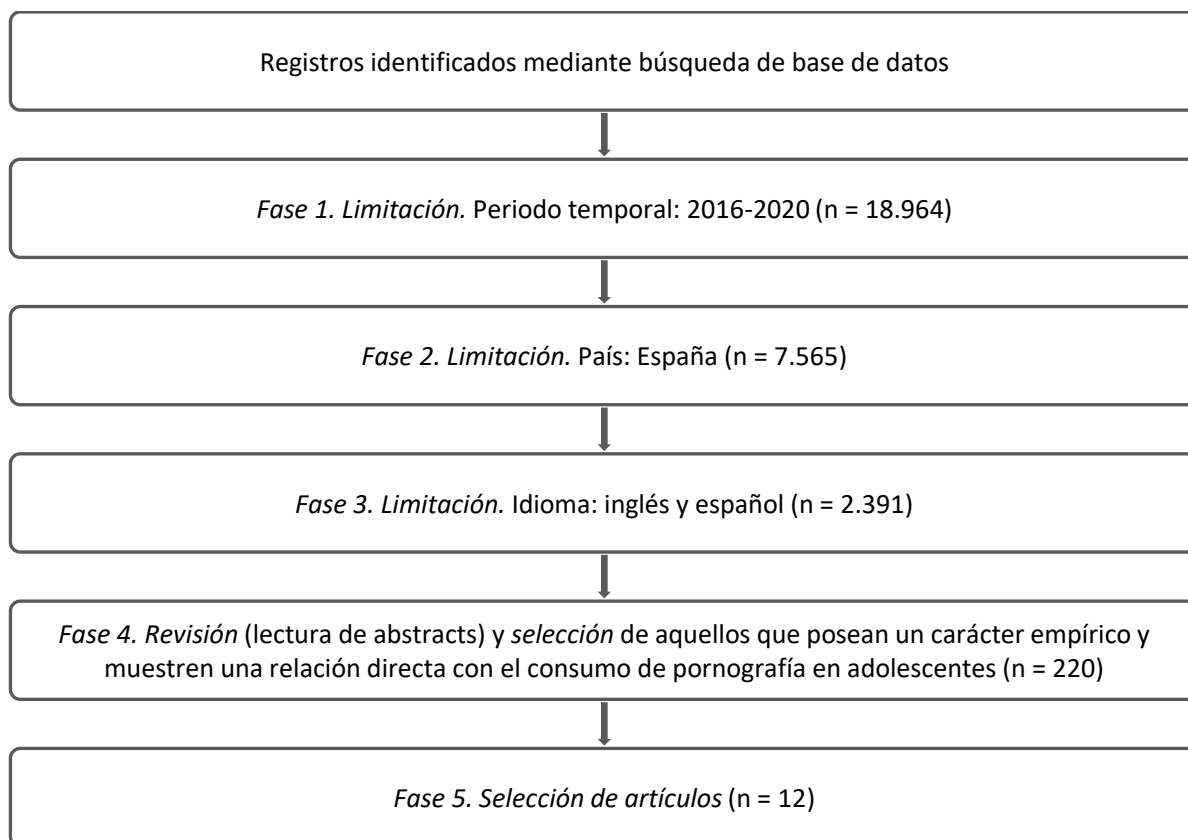 Registros identificados mediante búsqueda de base de datos
Fase 1. Limitación. Periodo temporal: 2016-2020 (n = 18.964)
Fase 2. Limitación. País: España (n = 7.565)
Fase 3. Limitación. Idioma: inglés y español (n = 2.391)
Fase 4. Revisión (lectura de abstracts) y selección de aquellos que posean un carácter empírico y
muestren una relación directa con el consumo de pornografía en adolescentes (n = 220)
Fase 5. Selección de artículos (n = 12)